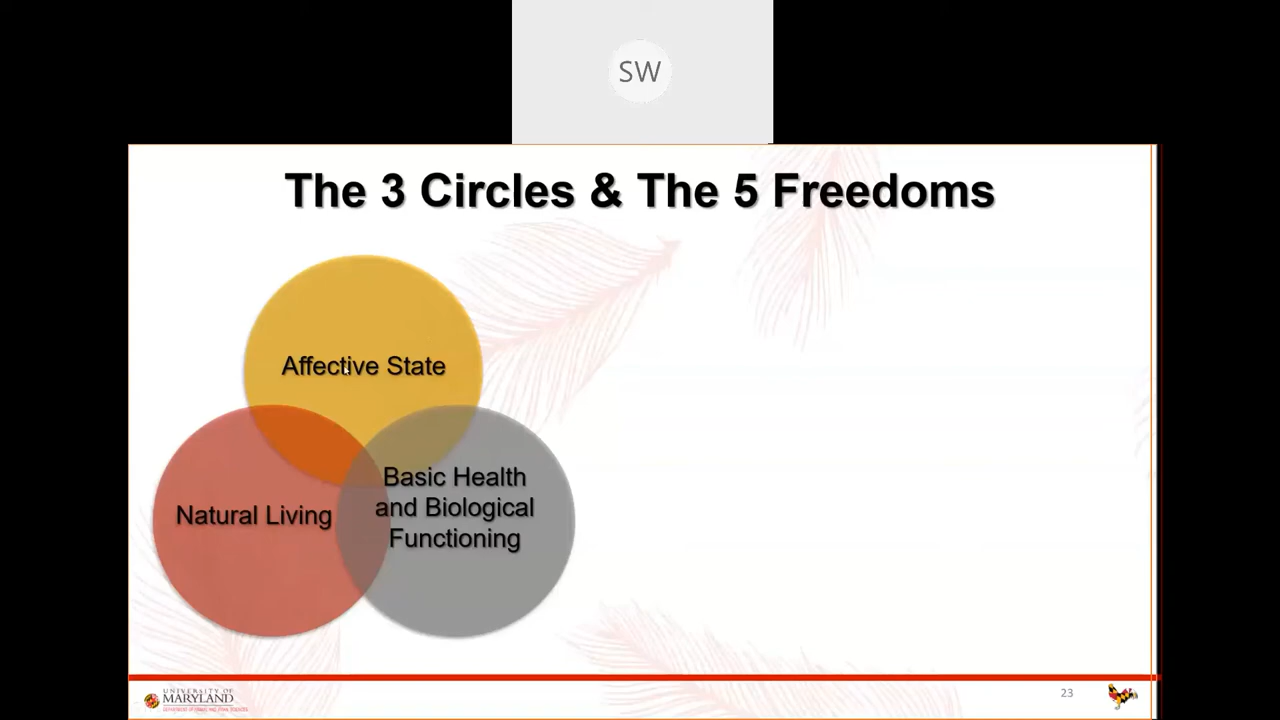 SW
The 3 Circles & The 5 Freedoms
Affective State
Basic Health
and Biological
Functioning
Natural Living
UNIVERSITY OF
MARYLAND
23